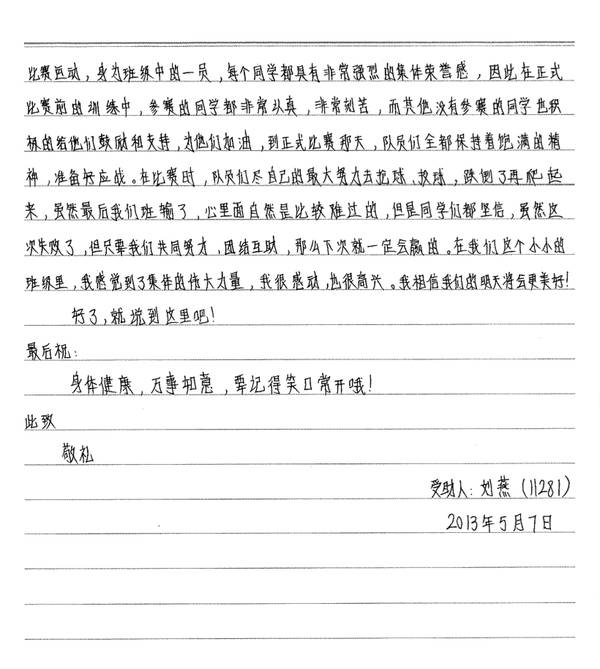 比赛运动，身为班级中的一员，每个同学都具有非常强烈的集体荣誉感，因此在正式
比赛前的训练中，参赛的同学都非常认真，非常刻苦，而其他没有参赛的同学也积
极的给他们鼓励和支持，为他们加油，到正式比赛那天，队员们全都保持着饱满的精
神，准备好应战。在比赛时，队员们尽自己的最大努力去抢球、救球，跌倒了再爬起
来，虽然最后我们班输了，心里面自然是比较难过的，但是同学们都坚信，虽然这
次失败了，但只要我们共同努力，团结互助，那么下次就一定会赢的。在我们这个小小的
班级里，我感觉到了集体的伟大力量，我很感动，也很高兴。我相信我们的明天将会更美好！
好了，就说到这里吧！
最后祝：
身体健康，万事如意，要记得笑口常开哦！
此致
敬礼
受助人：刘燕（11281）
2013年5月7日